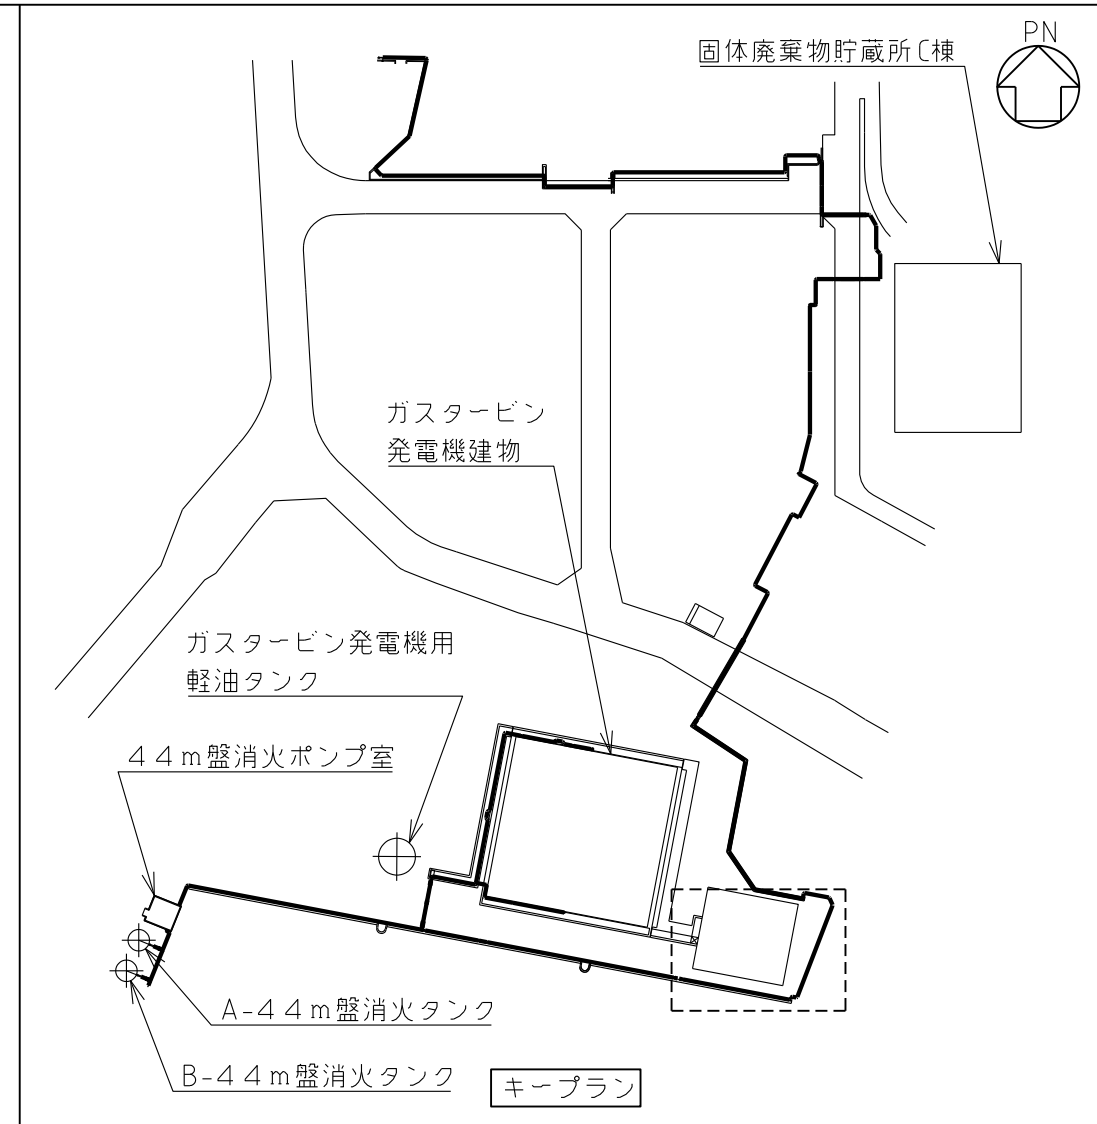 PN
固体廃棄物貯蔵所C棟
ガスタービン
発電機建物
ガスタービン発電機用
軽油タンク
44m盤消火ポンプ室
A-44m盤消火タンク
B-44m盤消火タンク
キープラン